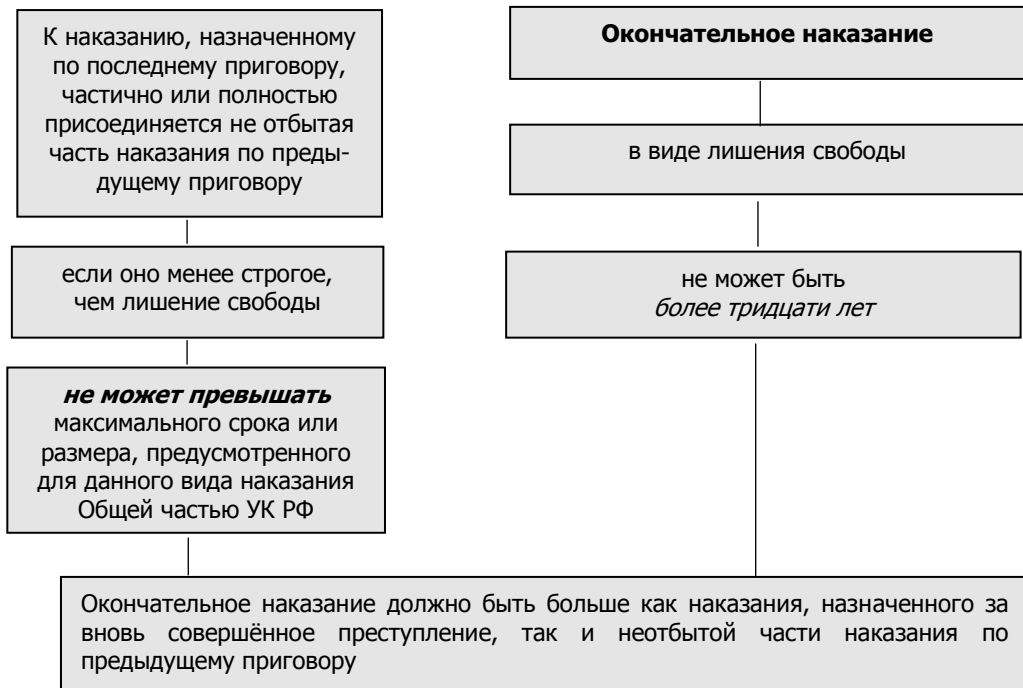 К наказанию, назначенному
по последнему приговору,
частично или полностью
присоединяется не отбытая
часть наказания по преды-
дущему приговору
если оно менее строгое,
чем лишение свободы
не может превышать
максимального срока или
размера, предусмотренного
для данного вида наказания
Общей частью УК РФ
Окончательное наказание
в виде лишения свободы
не может быть
более тридцати лет
Окончательное наказание должно быть больше как наказания, назначенного за
вновь совершённое преступление, так и неотбытой части наказания по
предыдущему приговору